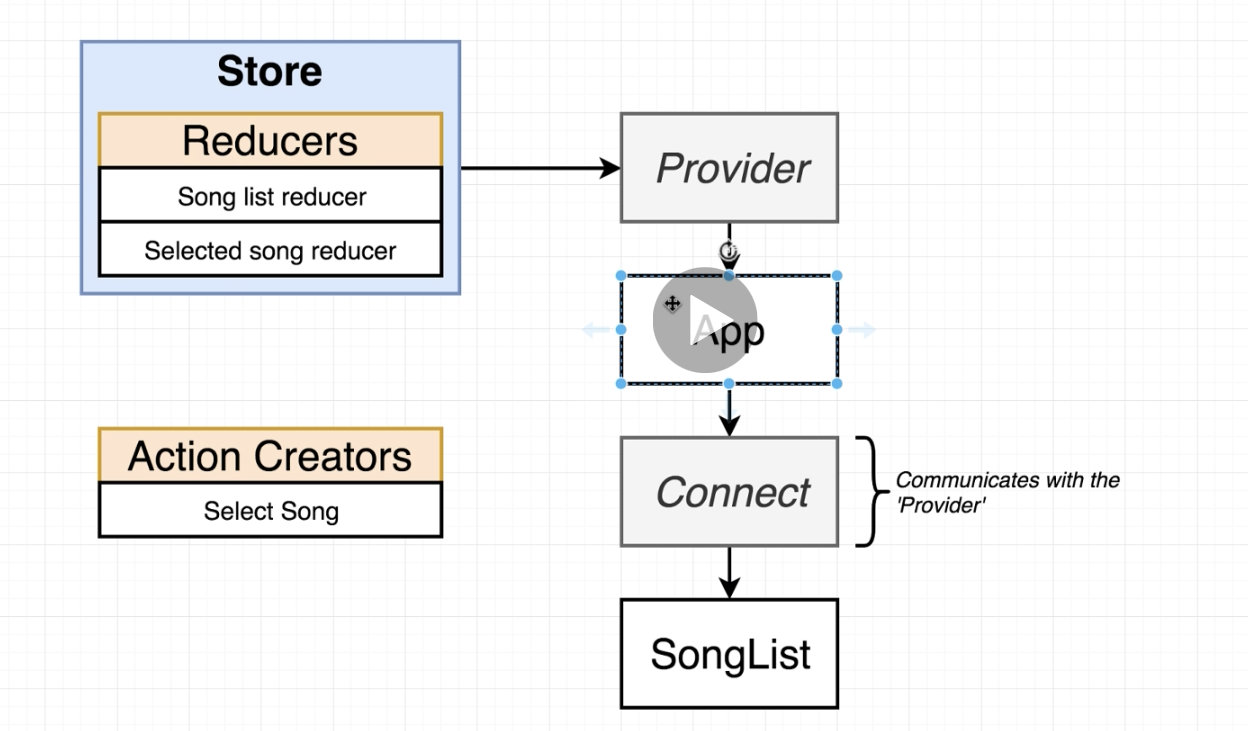 Store
Reducers
Song list reducer
Selected song reducer
Provider
App
Action Creators
Select Song
Connect
Communicates with the
'Provider'
SongList